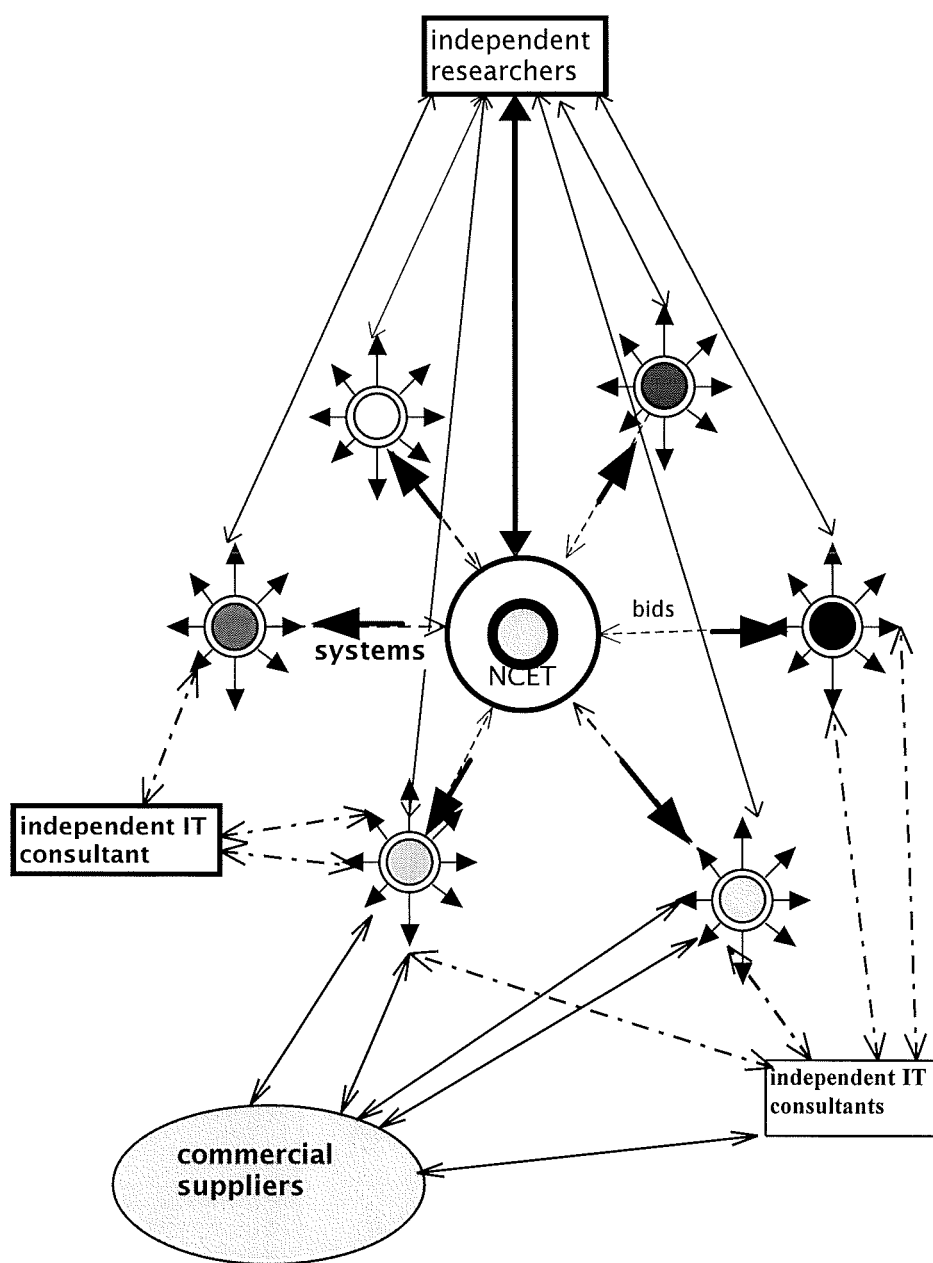 independent
researchers
bids
systems
NCET
independent IT
consultant
independent IT
consultants
commercial
suppliers